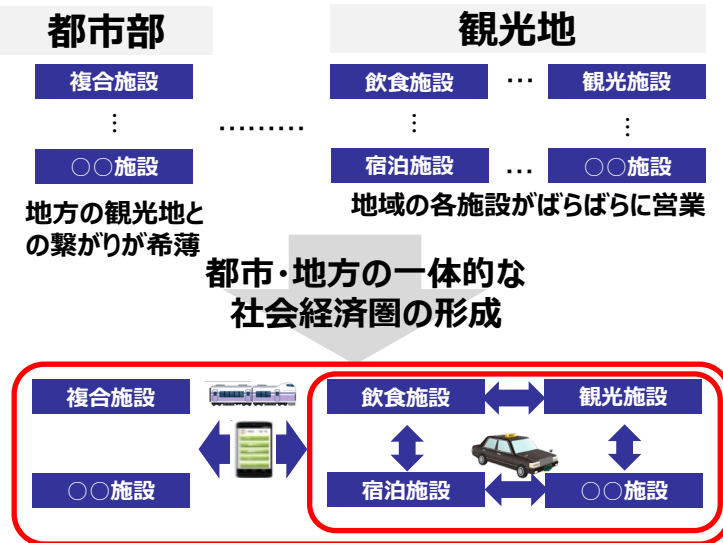 都市部
観光地
複合施設
飲食施設
…
観光施設
…
………
…
…
○○施設
宿泊施設
…
○○施設
地方の観光地と
の繋がりが希薄
地域の各施設がばらばらに営業
都市・地方の一体的な
社会経済圏の形成
複合施設
飲食施設
観光施設
○○施設
宿泊施設
○○施設